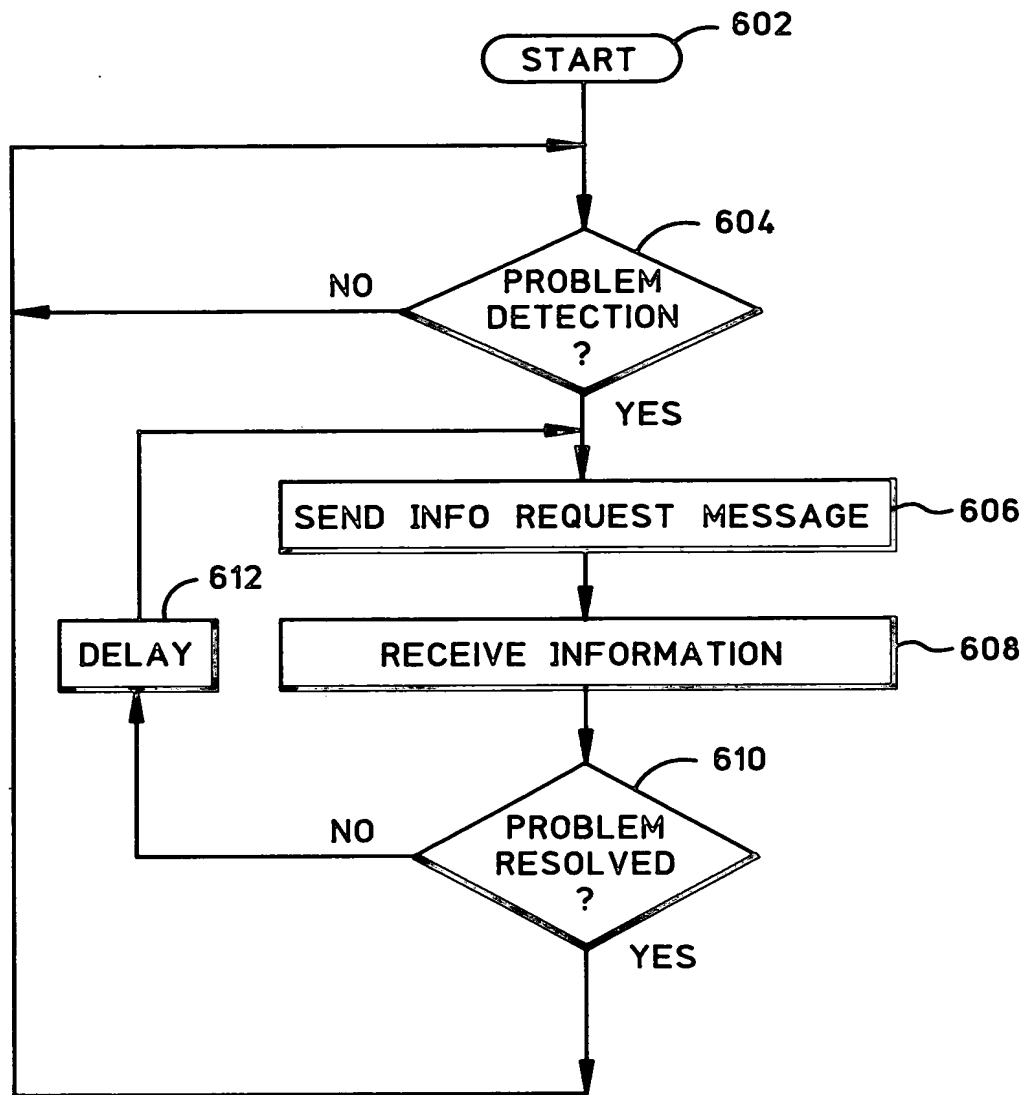 602
START
604
PROBLEM
DETECTION
?
NO
YES
SEND INFO REQUEST MESSAGE
606
612
DELAY
RECEIVE INFORMATION
608
610
PROBLEM
RESOLVED
?
NO
YES